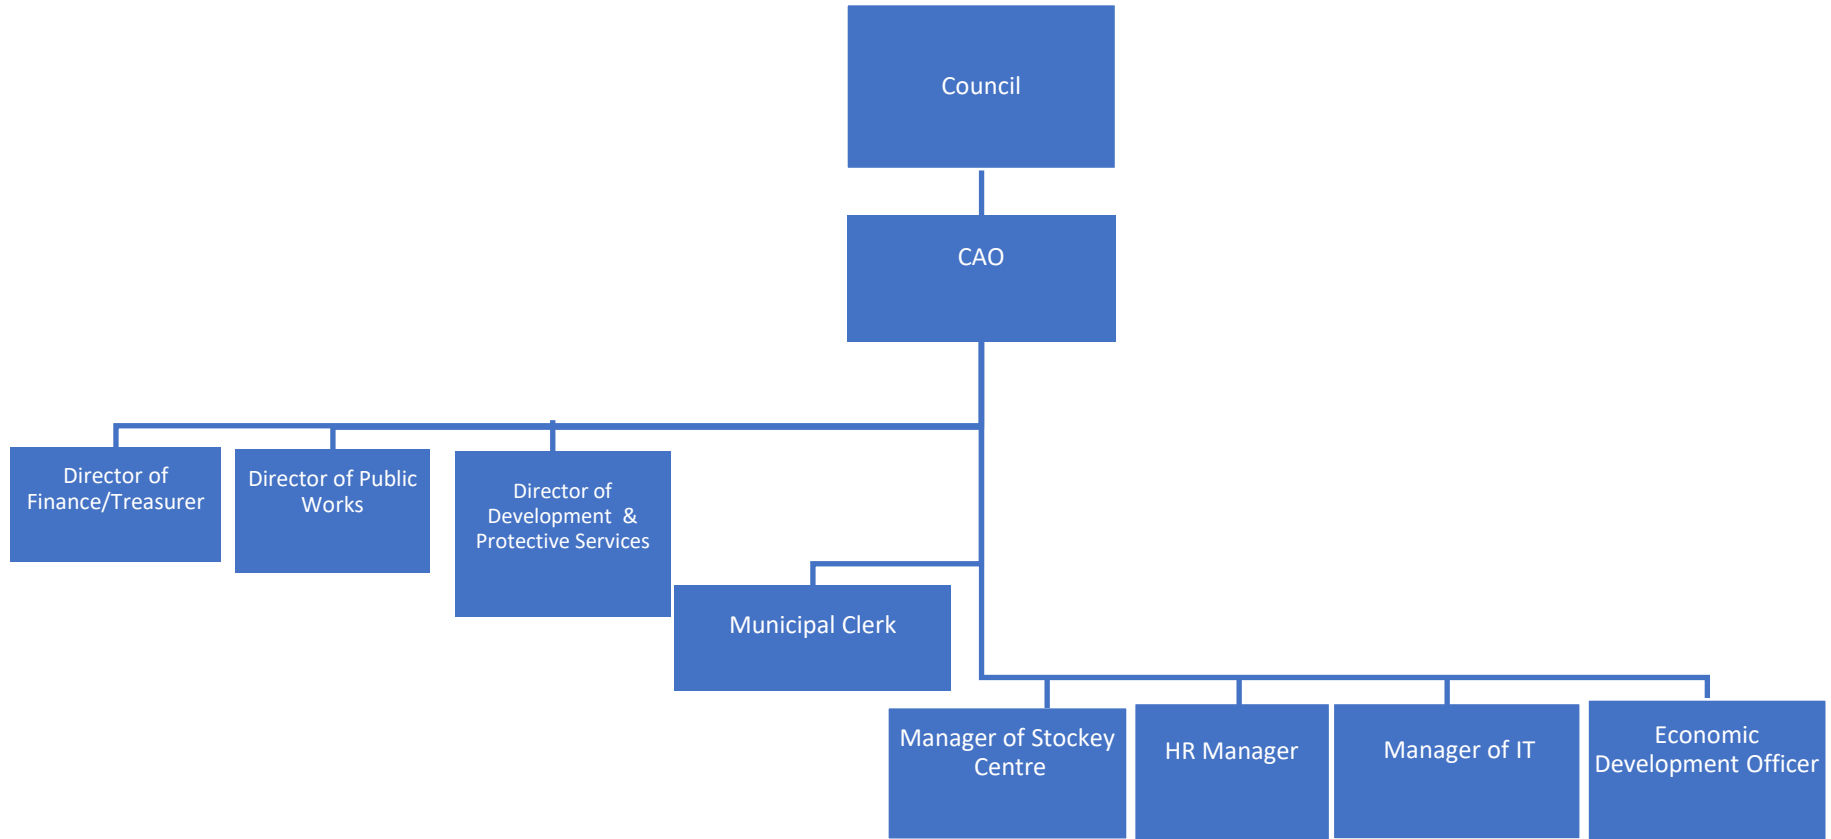 Council
CAO
Director of
Finance/Treasurer
Director of Public
Works
Director of
Development & 
Protective Services
Municipal Clerk
Manager of Stockey
Centre
HR Manager
Manager of IT
Economic
Development Officer